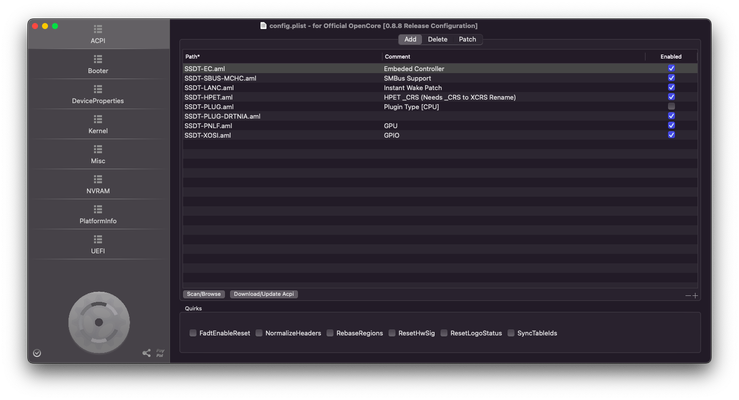 config.plist - for Official OpenCore [0.8.8 Release Configuration]
ACPI
Booter
DeviceProperties
Kernel
Misc
NVRAM
PlatformInfo
UEFI
Add Delete Patch
Path* Comment Enabled
SSDT-EC.aml Embeded Controller
SSDT-SBUS-MCHC.aml SMBus Support
SSDT-LANC.aml Instant Wake Patch
SSDT-HPET.aml HPET _CRS (Needs _CRS to XCRS Rename)
SSDT-PLUG.aml Plugin Type [CPU]
SSDT-PLUG-DRTNIA.aml
SSDT-PNLF.aml GPU
SSDT-XOSI.aml GPIO
Scan/Browse Download/Update Acpi
Quirks
FadtEnableReset NormalizeHeaders RebaseRegions ResetHwSig ResetLogoStatus SyncTableIds